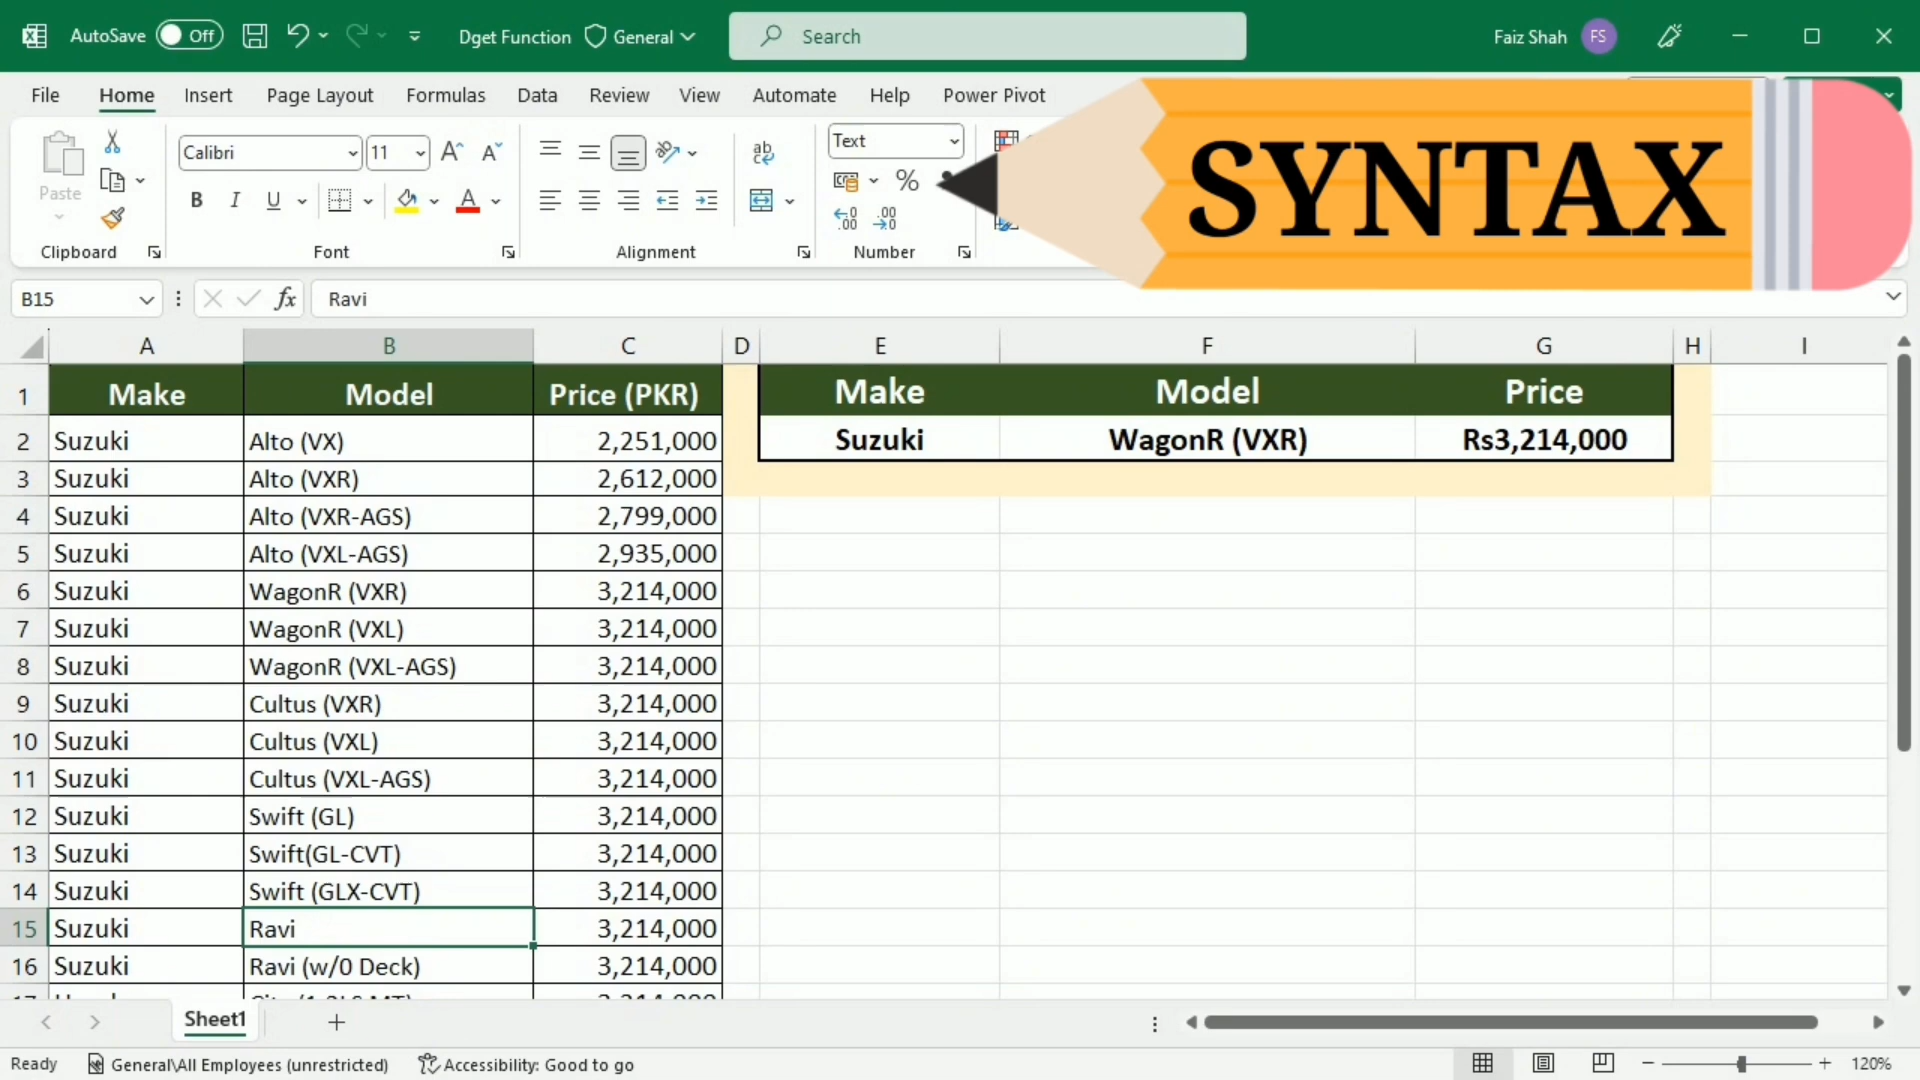 AutoSave Off Dget Function General Search Faiz Shah FS
File Home Insert Page Layout Formulas Data Review View Automate Help Power Pivot
SYNTAX
Paste Calibri 11 Text
B I U A %
Clipboard Font Alignment Number
B15 fx Ravi
A B C D E F G H I
1 Make Model Price (PKR) Make Model Price
2 Suzuki Alto (VX) 2,251,000 Suzuki WagonR (VXR) Rs3,214,000
3 Suzuki Alto (VXR) 2,612,000
4 Suzuki Alto (VXR-AGS) 2,799,000
5 Suzuki Alto (VXL-AGS) 2,935,000
6 Suzuki WagonR (VXR) 3,214,000
7 Suzuki WagonR (VXL) 3,214,000
8 Suzuki WagonR (VXL-AGS) 3,214,000
9 Suzuki Cultus (VXR) 3,214,000
10 Suzuki Cultus (VXL) 3,214,000
11 Suzuki Cultus (VXL-AGS) 3,214,000
12 Suzuki Swift (GL) 3,214,000
13 Suzuki Swift(GL-CVT) 3,214,000
14 Suzuki Swift (GLX-CVT) 3,214,000
15 Suzuki Ravi 3,214,000
16 Suzuki Ravi (w/0 Deck) 3,214,000
Sheet1
Ready General\All Employees (unrestricted) Accessibility: Good to go 120%